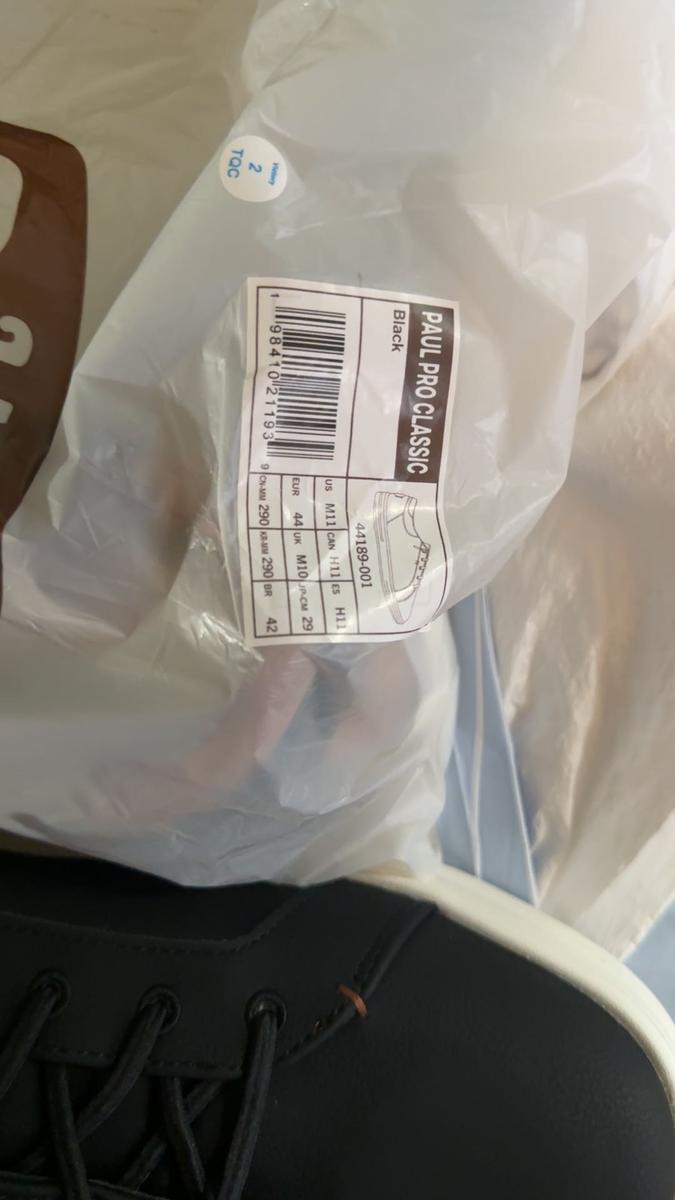 Victory
2
TQC
PAUL PRO CLASSIC
Black
44189-001
1 98410 21193 9
US M11 CAN H11 ES H11
EUR 44 UK M10 JP-CM 29
CN-MM 290 KR-MM 290 BR 42